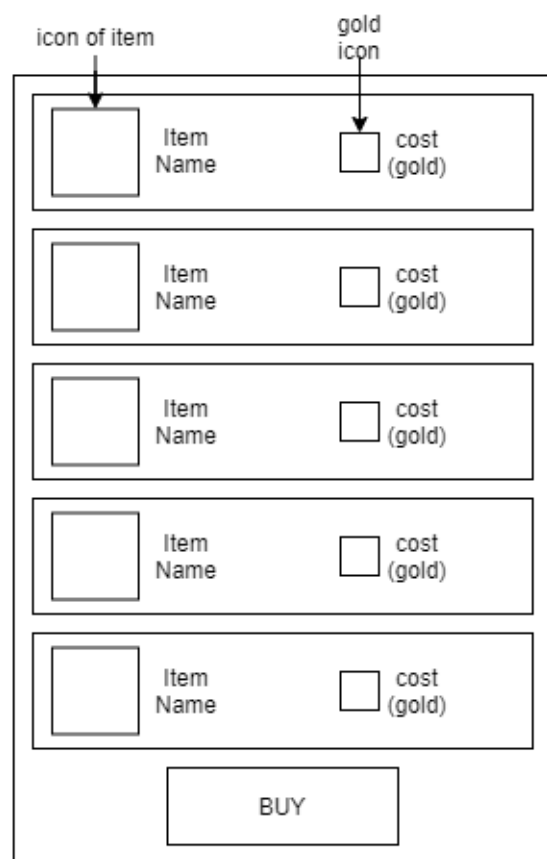 icon of item
gold
icon
Item
Name
cost
(gold)
Item
Name
cost
(gold)
Item
Name
cost
(gold)
Item
Name
cost
(gold)
Item
Name
cost
(gold)
BUY